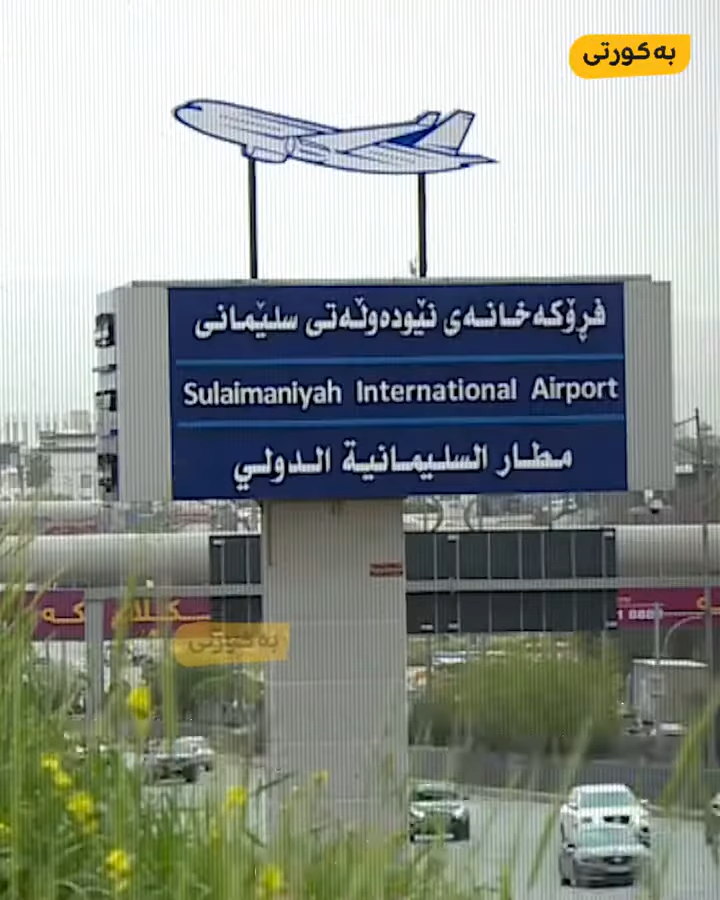 بەکورتی
فڕۆکەخانەی نێودەوڵەتی سلێمانی
Sulaimaniyah International Airport
مطار السليمانية الدولي
بەکورتی